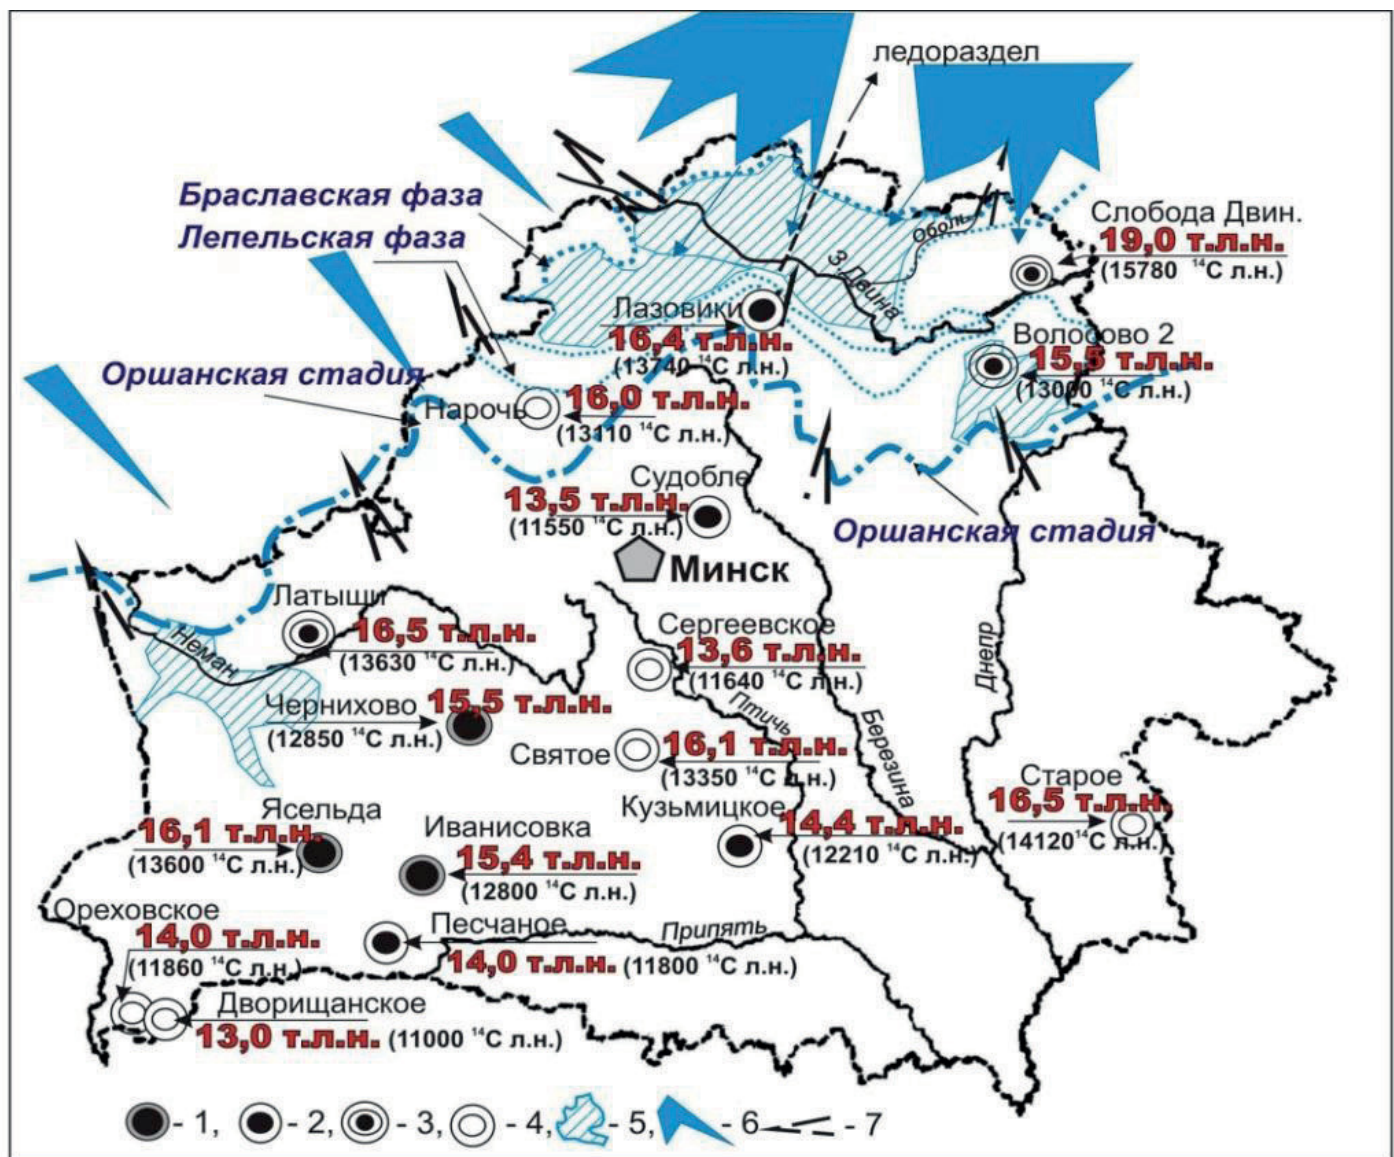 ледораздел
Браславская фаза
Лепельская фаза
Слобода Двин.
19,0 т.л.н.
(15780 ¹⁴C л.н.)
Оболь
З.Двина
Лазовики
16,4 т.л.н.
(13740 ¹⁴C л.н.)
Волосово 2
15,5 т.л.н.
(13000 ¹⁴C л.н.)
Оршанская стадия
Нарочь
16,0 т.л.н.
(13110 ¹⁴C л.н.)
Судобле
13,5 т.л.н.
(11550 ¹⁴C л.н.)
Оршанская стадия
Минск
Латыши
16,5 т.л.н.
(13630 ¹⁴C л.н.)
Неман
Сергеевское
13,6 т.л.н.
(11640 ¹⁴C л.н.)
Днепр
Чернихово
15,5 т.л.н.
(12850 ¹⁴C л.н.)
Птичь
Березина
Святое
16,1 т.л.н.
(13350 ¹⁴C л.н.)
Старое
16,5 т.л.н.
(14120 ¹⁴C л.н.)
Ясельда
16,1 т.л.н.
(13600 ¹⁴C л.н.)
Иванисовка
15,4 т.л.н.
(12800 ¹⁴C л.н.)
Кузьмицкое
14,4 т.л.н.
(12210 ¹⁴C л.н.)
Ореховское
14,0 т.л.н.
(11860 ¹⁴C л.н.)
Песчаное
14,0 т.л.н. (11800 ¹⁴C л.н.)
Припять
Дворищанское
13,0 т.л.н. (11000 ¹⁴C л.н.)
- 1, - 2, - 3, - 4, - 5, - 6 - 7